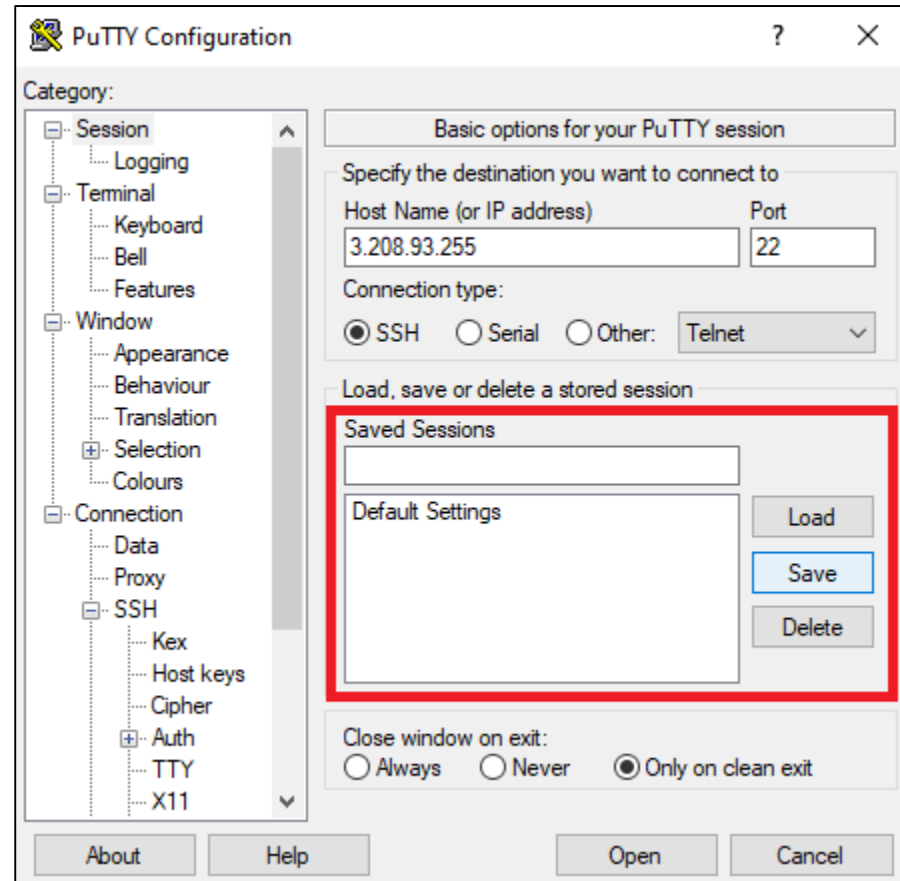 PuTTY Configuration
?
Category:
Session
Logging
Terminal
Keyboard
Bell
Features
Window
Appearance
Behaviour
Translation
Selection
Colours
Connection
Data
Proxy
SSH
Kex
Host keys
Cipher
Auth
TTY
X11
Basic options for your PuTTY session
Specify the destination you want to connect to
Host Name (or IP address) Port
3.208.93.255 22
Connection type:
SSH Serial Other: Telnet
Load, save or delete a stored session
Saved Sessions
Default Settings
Load
Save
Delete
Close window on exit:
Always Never Only on clean exit
About Help Open Cancel